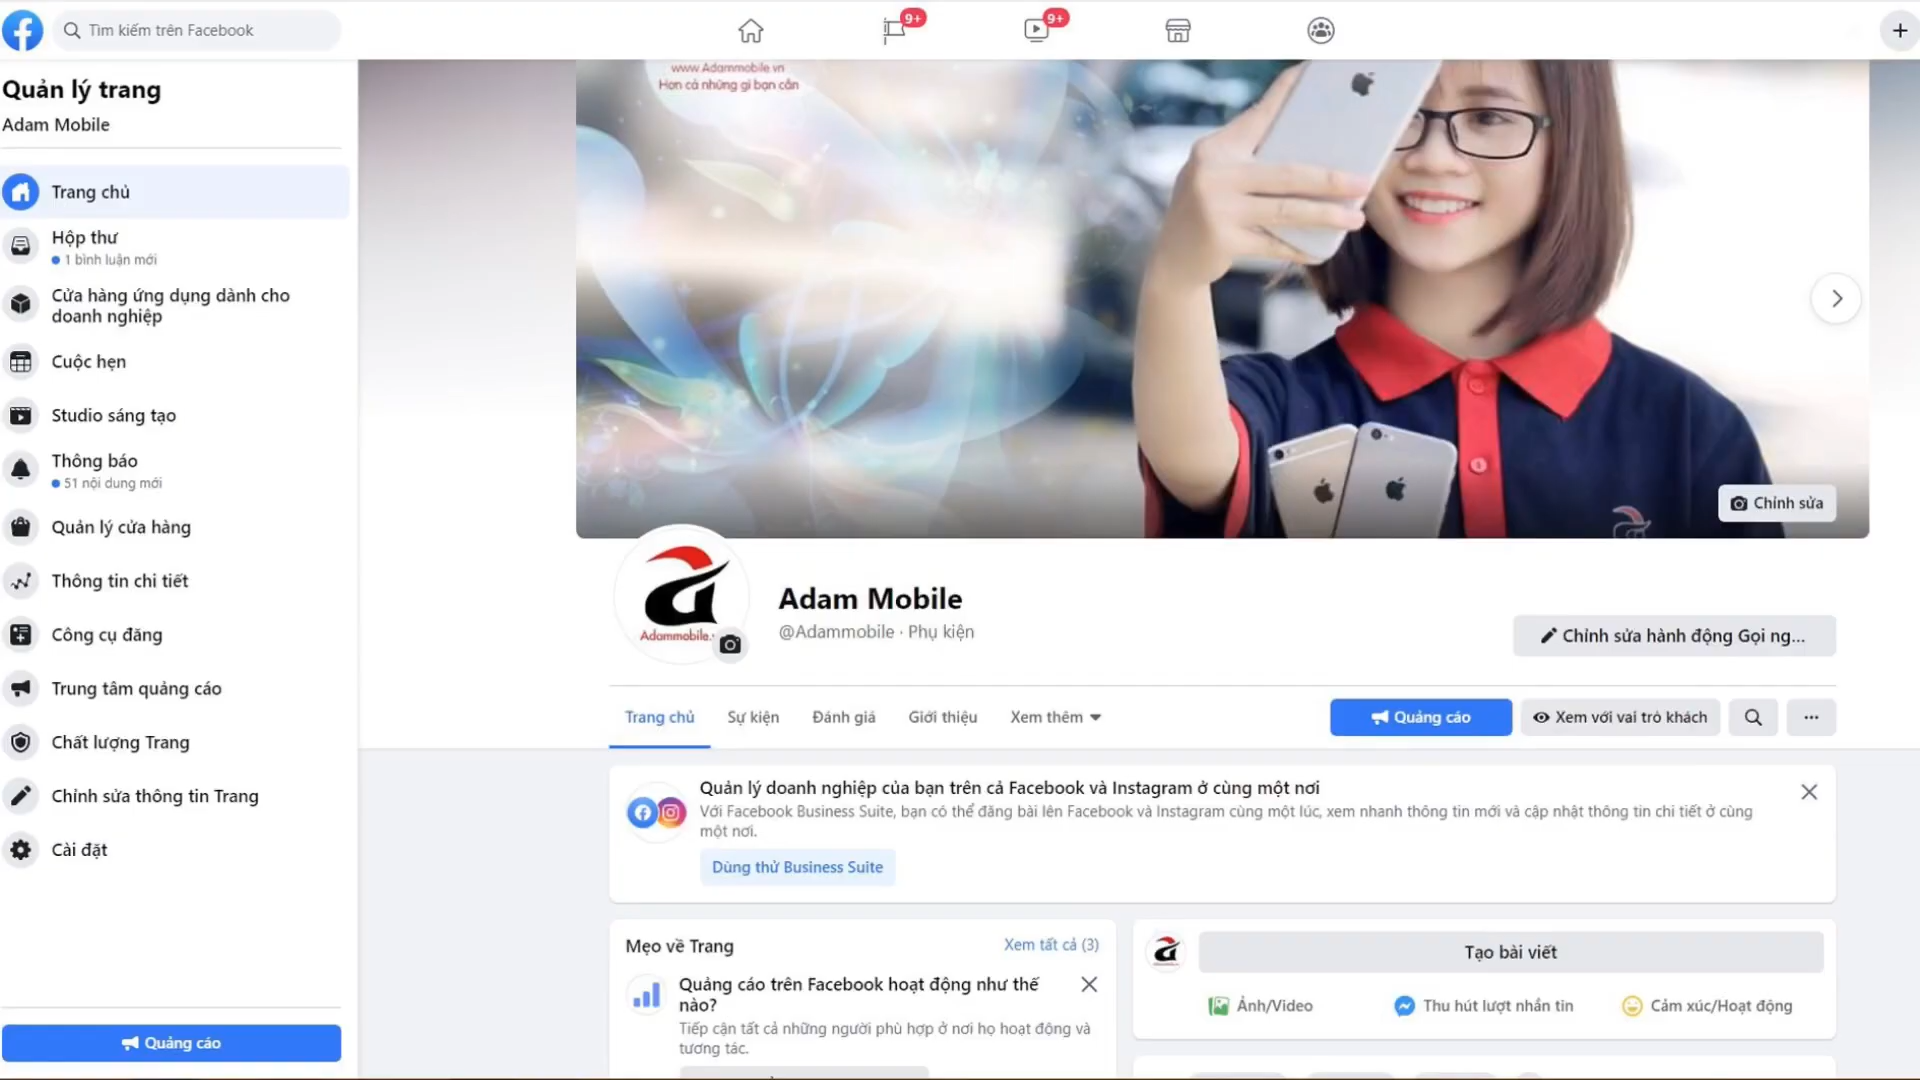 Tìm kiếm trên Facebook
9+
9+
Quản lý trang
Adam Mobile
Trang chủ
Hộp thư
1 bình luận mới
Cửa hàng ứng dụng dành cho
doanh nghiệp
Cuộc hẹn
Studio sáng tạo
Thông báo
51 nội dung mới
Quản lý cửa hàng
Thông tin chi tiết
Công cụ đăng
Trung tâm quảng cáo
Chất lượng Trang
Chỉnh sửa thông tin Trang
Cài đặt
Quảng cáo
www.Adammobile.vn
Hơn cả những gì bạn cần
Chỉnh sửa
Adammobile.
Adam Mobile
@Adammobile · Phụ kiện
Chỉnh sửa hành động Gọi ng...
Trang chủ
Sự kiện
Đánh giá
Giới thiệu
Xem thêm
Quảng cáo
Xem với vai trò khách
Quản lý doanh nghiệp của bạn trên cả Facebook và Instagram ở cùng một nơi
Với Facebook Business Suite, bạn có thể đăng bài lên Facebook và Instagram cùng một lúc, xem nhanh thông tin mới và cập nhật thông tin chi tiết ở cùng
một nơi.
Dùng thử Business Suite
Mẹo về Trang
Xem tất cả (3)
Quảng cáo trên Facebook hoạt động như thế
nào?
Tiếp cận tất cả những người phù hợp ở nơi họ hoạt động và
tương tác.
Tạo bài viết
Ảnh/Video
Thu hút lượt nhắn tin
Cảm xúc/Hoạt động